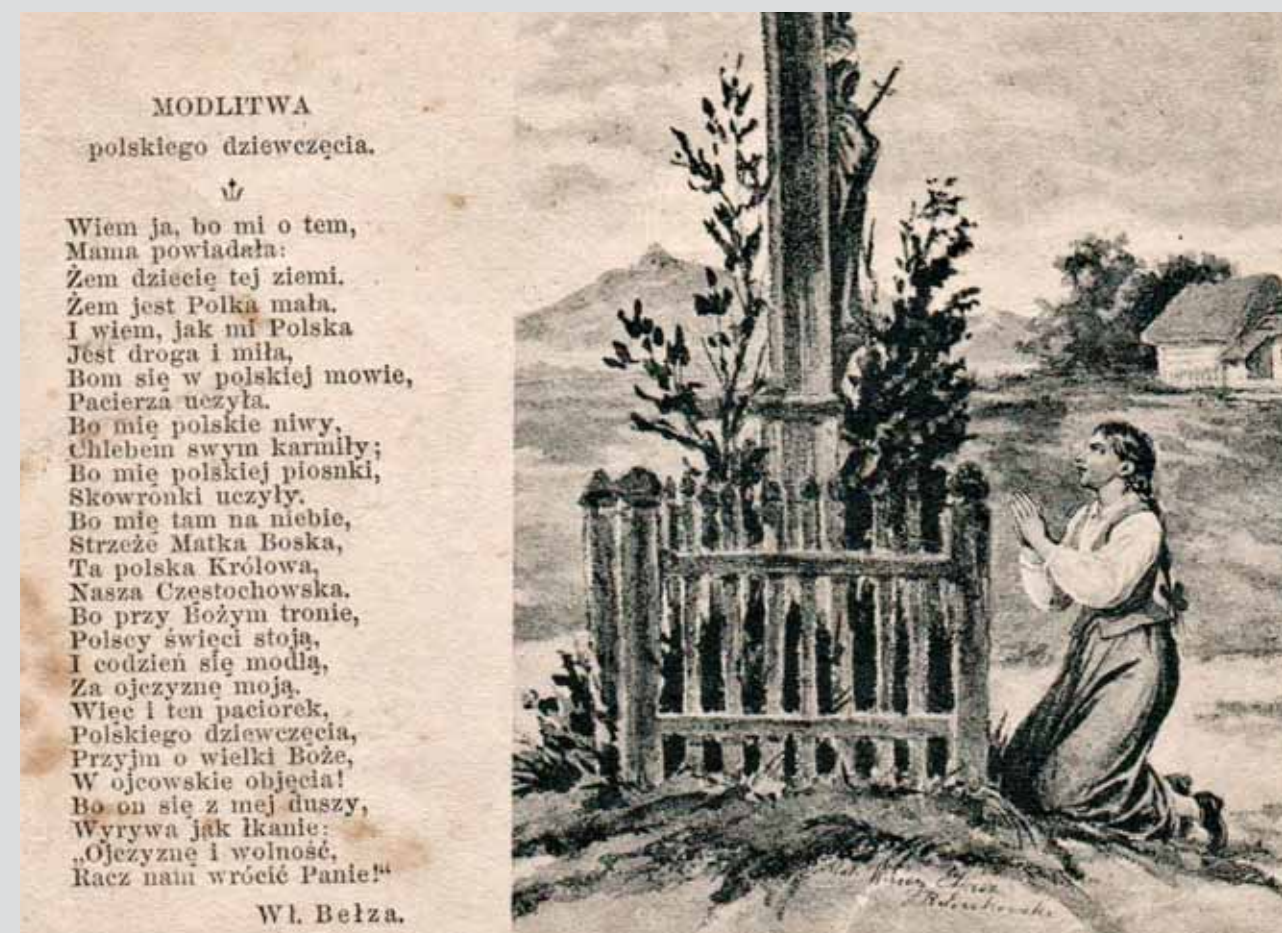 MODLITWA
polskiego dziewczęcia.
Wiem ja, bo mi o tem,
Mama powiadała:
Żem dziecię tej ziemi.
Żem jest Polka mała.
I wiem, jak mi Polska
Jest droga i miła,
Bom się w polskiej mowie,
Pacierza uczyła.
Bo mię polskie niwy,
Chlebem swym karmiły;
Bo mię polskiej piosnki,
Skowronki uczyły.
Bo mię tam na niebie,
Strzeże Matka Boska,
Ta polska Królowa,
Nasza Częstochowska.
Bo przy Bożym tronie,
Polscy święci stoją,
I codzień się modlą,
Za ojczyznę moją.
Więc i ten paciorek,
Polskiego dziewczęcia,
Przyjm o wielki Boże,
W ojcowskie objęcia!
Bo on się z mej duszy,
Wyrywa jak łkanie:
„Ojczyznę i wolność,
Racz nam wrócić Panie!“
Wł. Bełza.